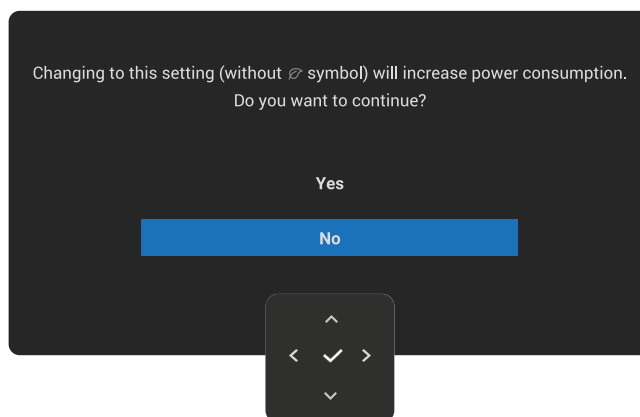 Changing to this setting (without symbol) will increase power consumption.
Do you want to continue?
Yes
No